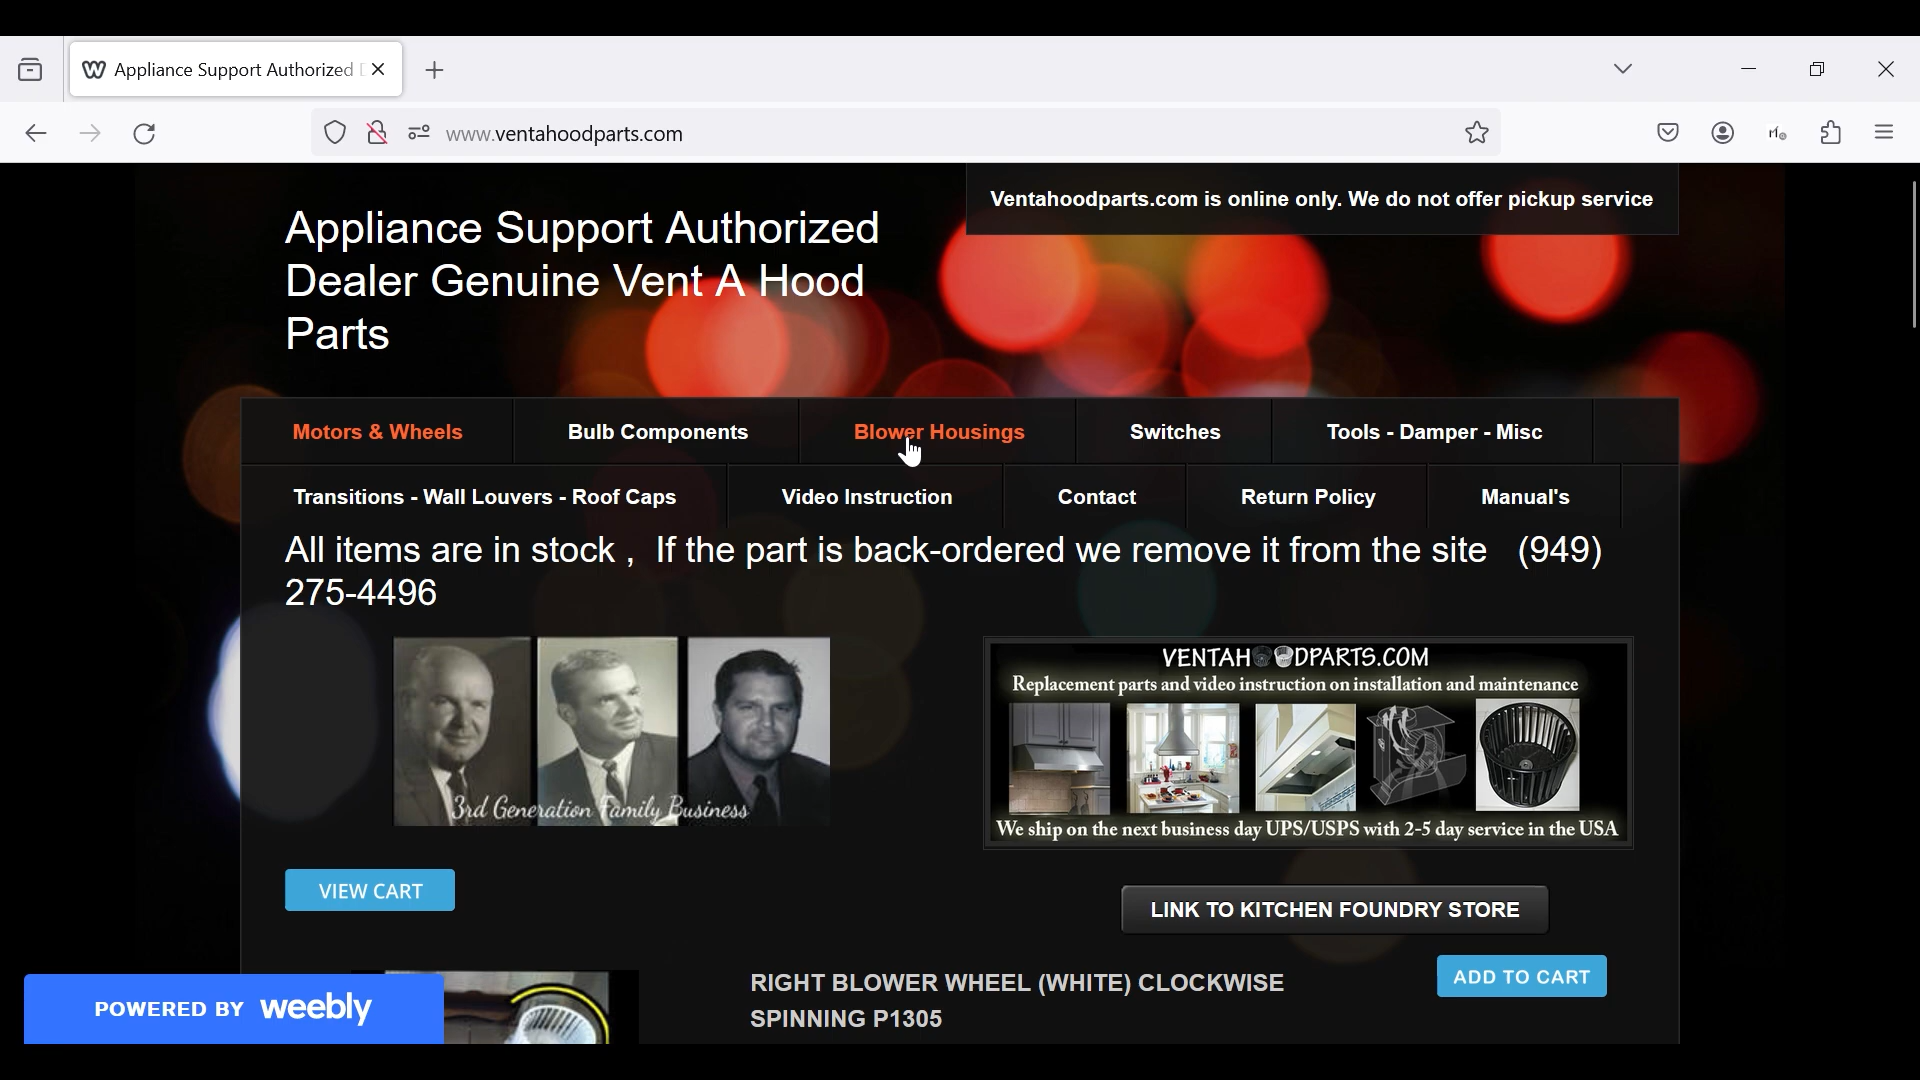 Appliance Support Authorized
www.ventahoodparts.com
Ventahoodparts.com is online only. We do not offer pickup service
Appliance Support Authorized
Dealer Genuine Vent A Hood
Parts
Motors & Wheels
Bulb Components
Blower Housings
Switches
Tools - Damper - Misc
Transitions - Wall Louvers - Roof Caps
Video Instruction
Contact
Return Policy
Manual's
All items are in stock , If the part is back-ordered we remove it from the site (949)
275-4496
3rd Generation Family Business
VENTAHOODPARTS.COM
Replacement parts and video instruction on installation and maintenance
We ship on the next business day UPS/USPS with 2-5 day service in the USA
VIEW CART
LINK TO KITCHEN FOUNDRY STORE
RIGHT BLOWER WHEEL (WHITE) CLOCKWISE
SPINNING P1305
ADD TO CART
POWERED BY weebly